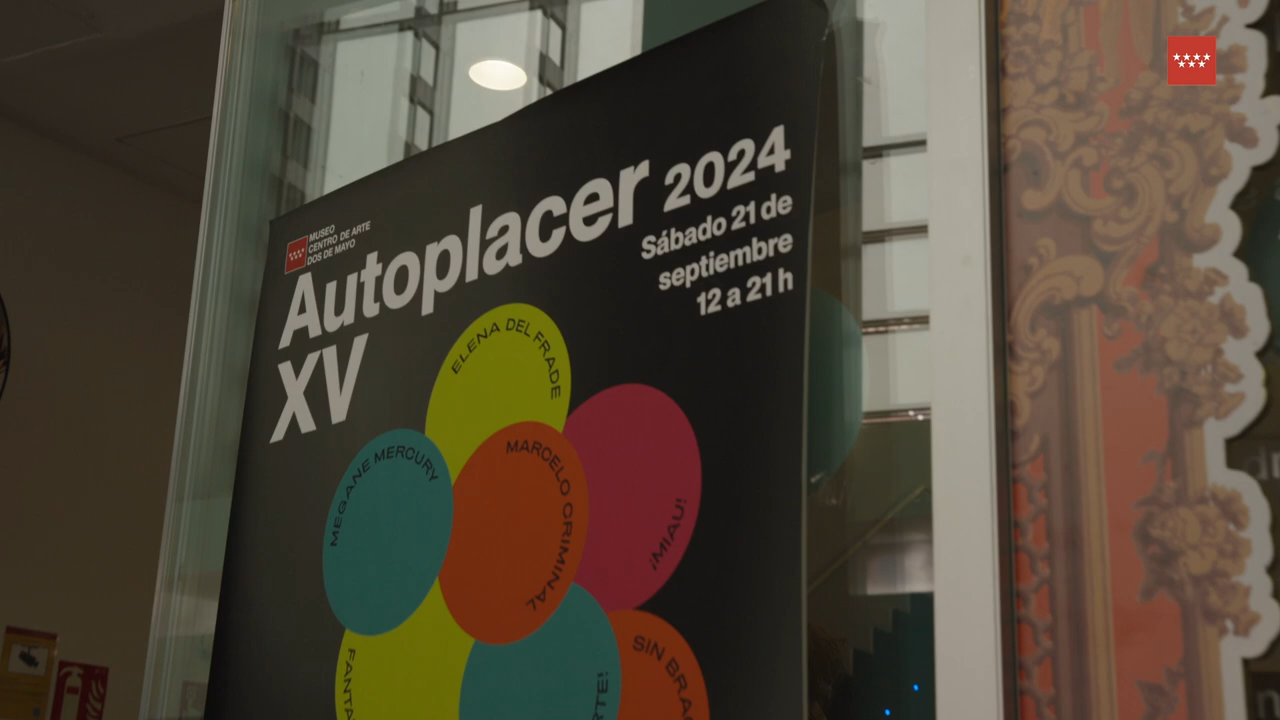 MUSEO
CENTRO DE ARTE
DOS DE MAYO
Autoplacer 2024
XV
Sábado 21 de
septiembre
12 a 21 h
ELENA DEL FRADE
MEGANE MERCURY
MARCELO CRIMINAL
¡MIAU!
SIN